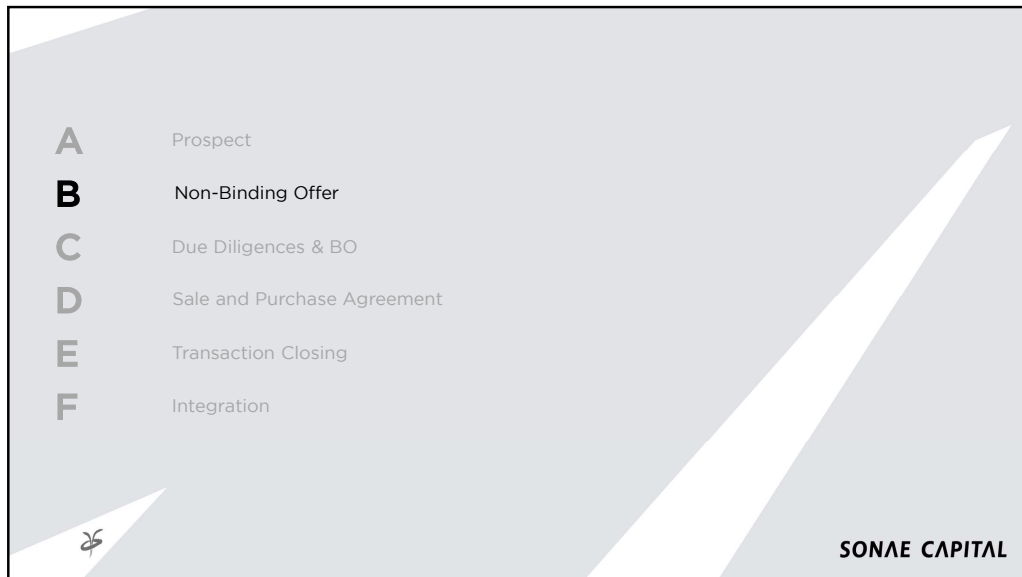 A Prospect
B Non-Binding Offer
C Due Diligences & BO
D Sale and Purchase Agreement
E Transaction Closing
F Integration
SONAE CAPITAL